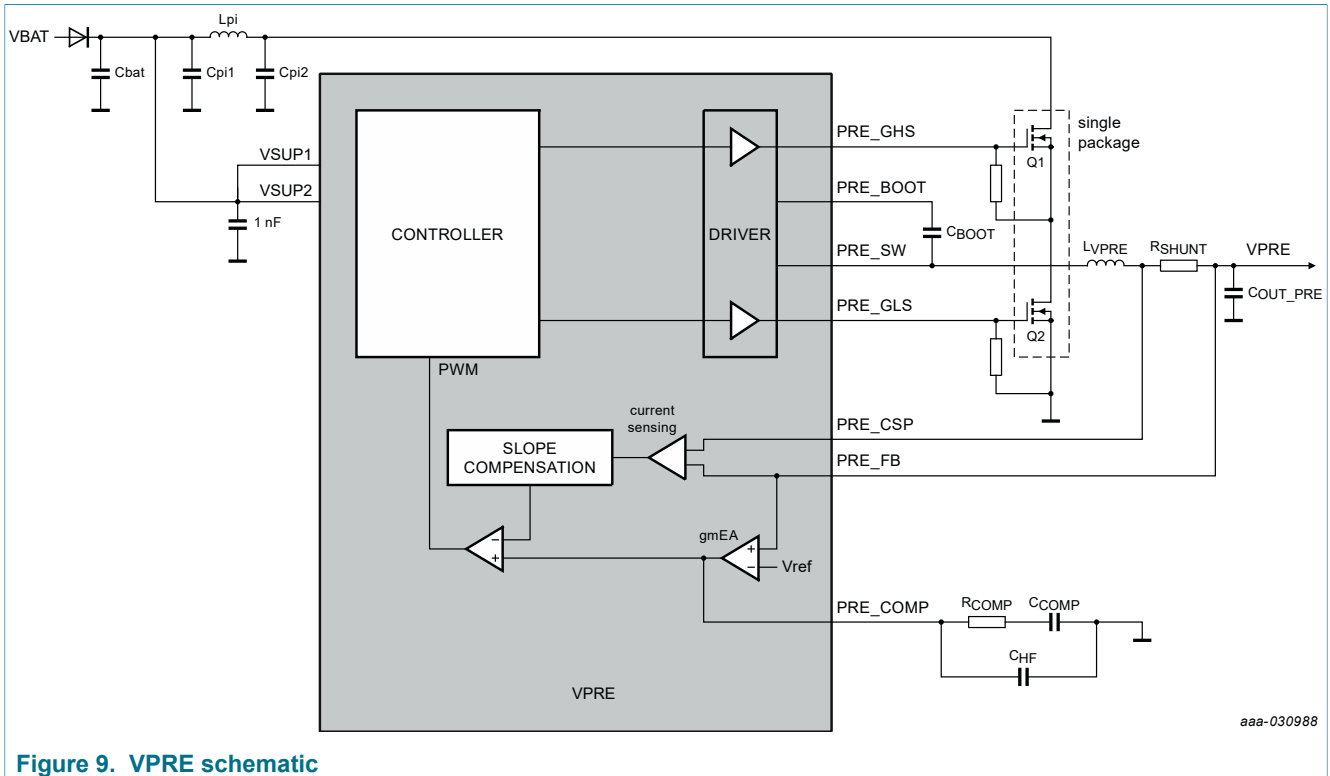 VBAT
Lpi
Cbat
Cpi1
Cpi2
VSUP1
VSUP2
1 nF
CONTROLLER
DRIVER
PWM
PRE_GHS
PRE_BOOT
CBOOT
PRE_SW
PRE_GLS
single
package
Q1
Q2
LVPRE
RSHUNT
VPRE
COUT_PRE
current
sensing
SLOPE
COMPENSATION
PRE_CSP
PRE_FB
gmEA
+
−
Vref
−
+
PRE_COMP
RCOMP
CCOMP
CHF
VPRE
aaa-030988
Figure 9. VPRE schematic